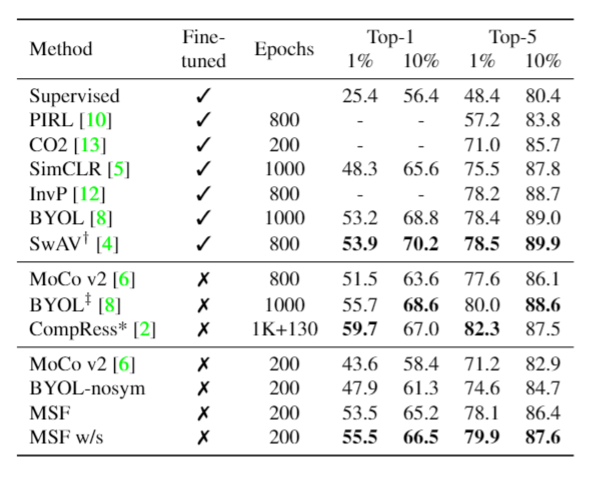 Method Fine-tuned Epochs Top-1 Top-5
1% 10% 1% 10%
Supervised ✓ 25.4 56.4 48.4 80.4
PIRL [10] ✓ 800 - - 57.2 83.8
CO2 [13] ✓ 200 - - 71.0 85.7
SimCLR [5] ✓ 1000 48.3 65.6 75.5 87.8
InvP [12] ✓ 800 - - 78.2 88.7
BYOL [8] ✓ 1000 53.2 68.8 78.4 89.0
SwAV† [4] ✓ 800 53.9 70.2 78.5 89.9
MoCo v2 [6] ✗ 800 51.5 63.6 77.6 86.1
BYOL‡ [8] ✗ 1000 55.7 68.6 80.0 88.6
CompRess* [2] ✗ 1K+130 59.7 67.0 82.3 87.5
MoCo v2 [6] ✗ 200 43.6 58.4 71.2 82.9
BYOL-nosym ✗ 200 47.9 61.3 74.6 84.7
MSF ✗ 200 53.5 65.2 78.1 86.4
MSF w/s ✗ 200 55.5 66.5 79.9 87.6